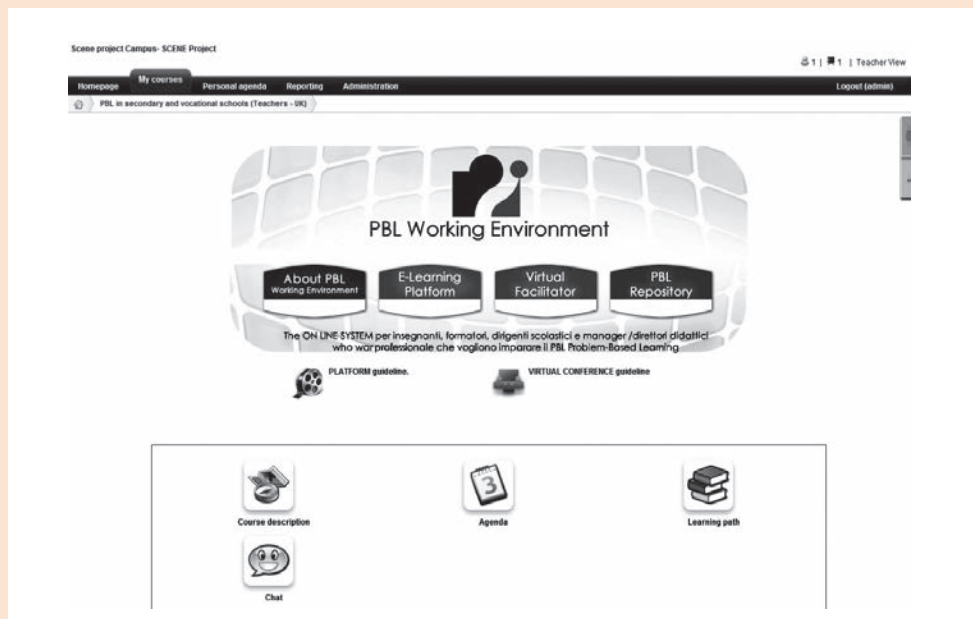 Scene project Campus- SCENE Project
1 | 1 | Teacher View
Homepage My courses Personal agenda Reporting Administration Logout (admin)
PBL in secondary and vocational schools (Teachers - UK)
PBL Working Environment
About PBL
Working Environment
E-Learning
Platform
Virtual
Facilitator
PBL
Repository
The ON LINE SYSTEM per insegnanti, formatori, dirigenti scolastici e manager /direttori didattici
who war professionale che vogliono imparare il PBL Problem-Based Learning
PLATFORM guideline. VIRTUAL CONFERENCE guideline
3
Course description Agenda Learning path
Chat